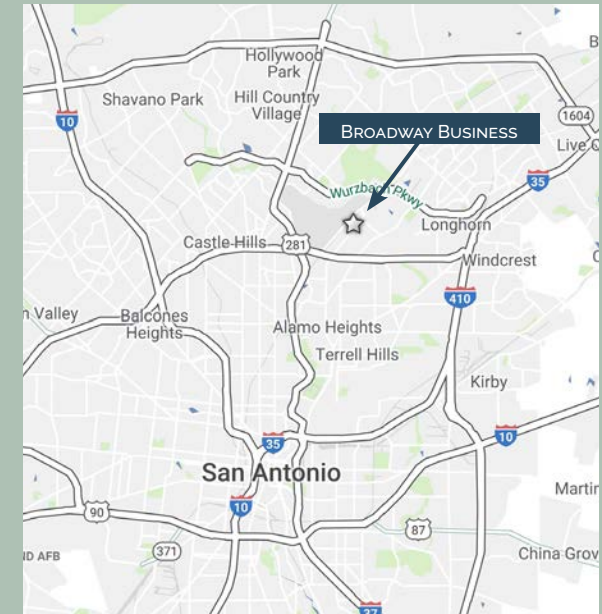 Hollywood
Park
Shavano Park
Hill Country
Village
1604
10
BROADWAY BUSINESS
Live
35
Wurzbach Pkwy
Longhorn
Castle Hills
281
Windcrest
410
Valley
Balcones
Heights
Alamo Heights
Terrell Hills
Kirby
35
10
San Antonio
10
Martin
90
87
371
ID AFB
China Grov
37